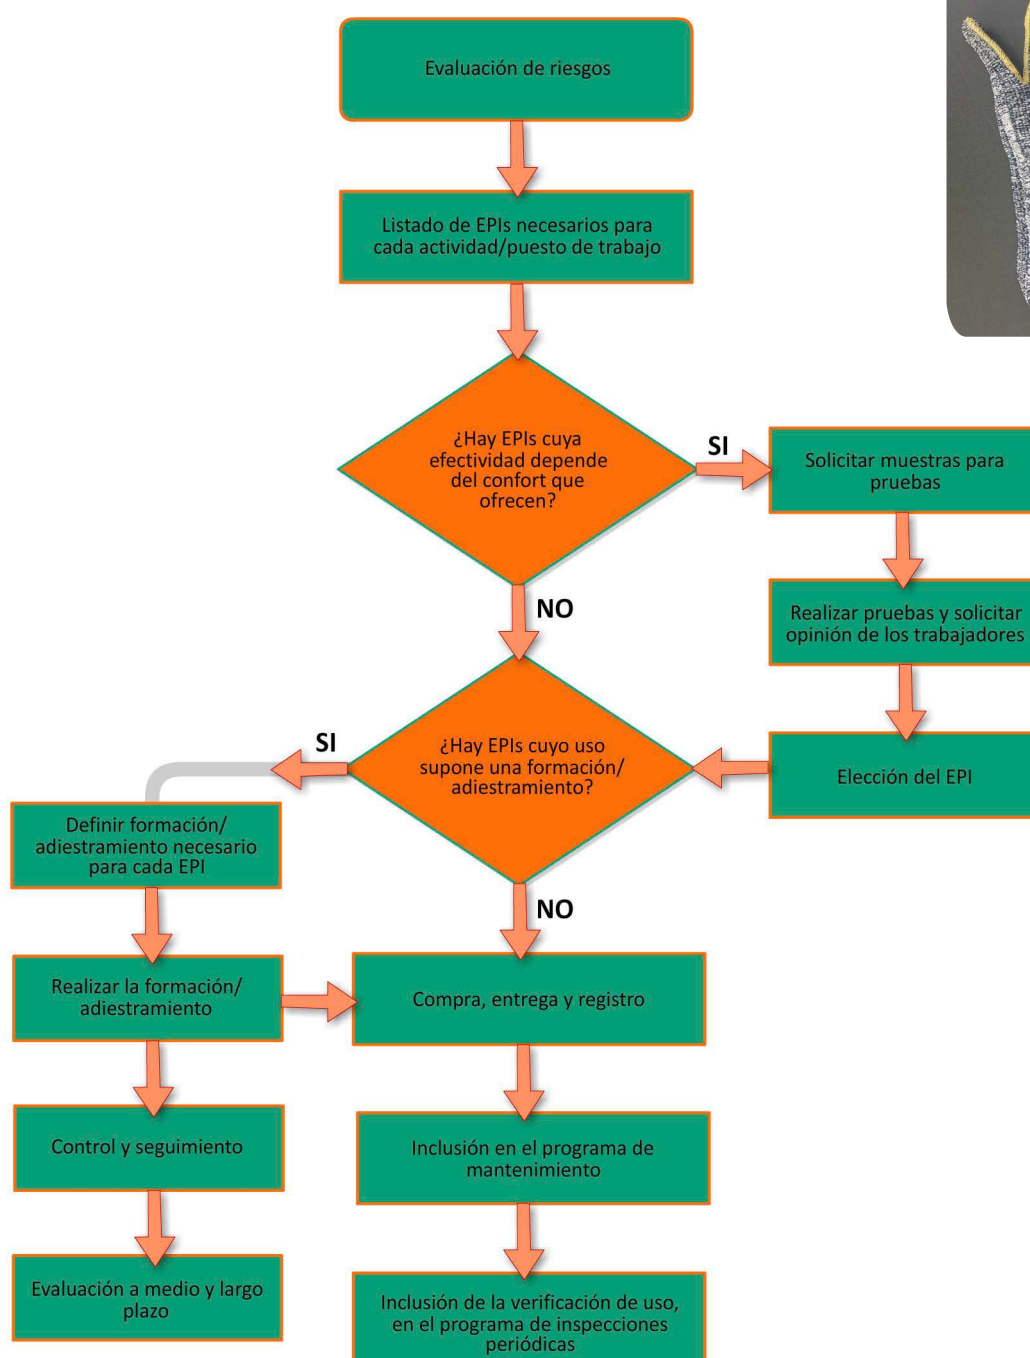 Evaluación de riesgos
Listado de EPIs necesarios para
cada actividad/puesto de trabajo
¿Hay EPIs cuya
efectividad depende
del confort que
ofrecen?
SI
Solicitar muestras para
pruebas
NO
Realizar pruebas y solicitar
opinión de los trabajadores
SI
¿Hay EPIs cuyo uso
supone una formación/
adiestramiento?
Elección del EPI
Definir formación/
adiestramiento necesario
para cada EPI
NO
Realizar la formación/
adiestramiento
Compra, entrega y registro
Control y seguimiento
Inclusión en el programa de
mantenimiento
Evaluación a medio y largo
plazo
Inclusión de la verificación de uso,
en el programa de inspecciones
periódicas